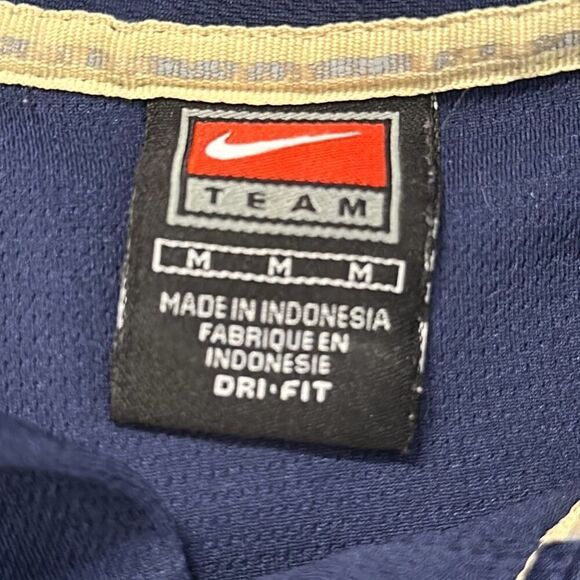 TEAM
M M M
MADE IN INDONESIA
FABRIQUE EN
INDONESIE
DRI•FIT